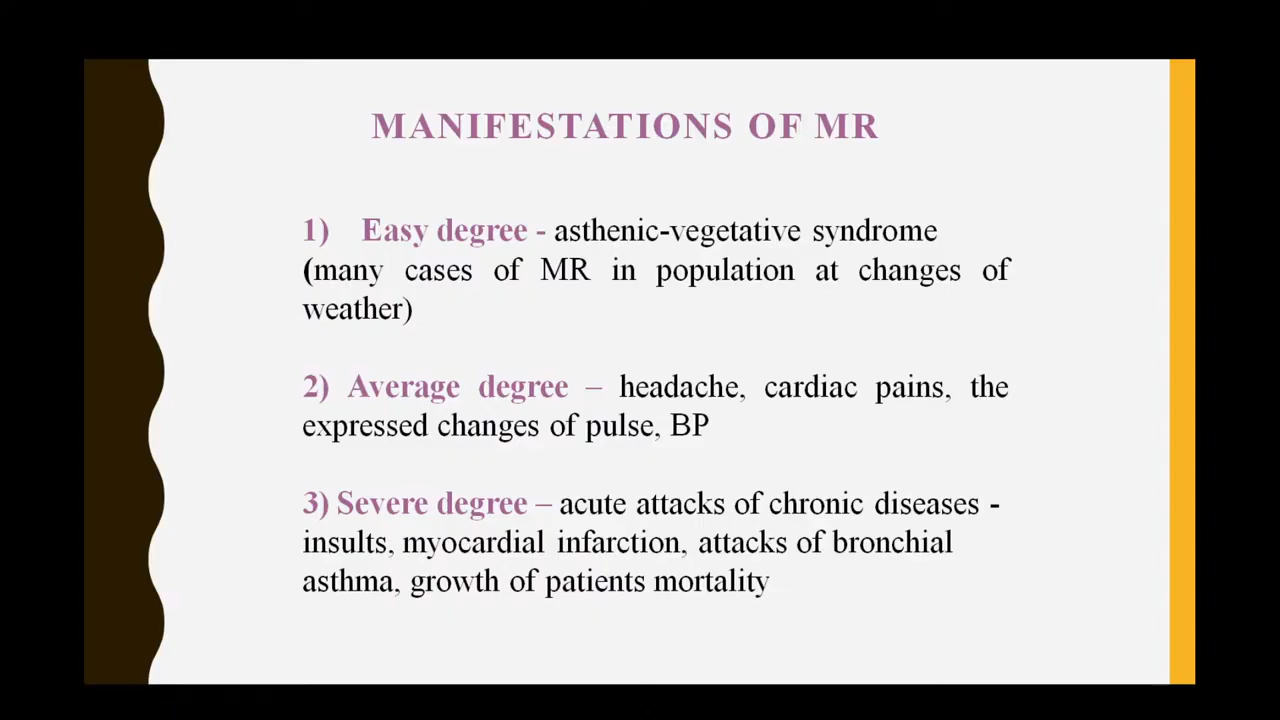 MANIFESTATIONS OF MR
1) Easy degree - asthenic-vegetative syndrome
(many cases of MR in population at changes of
weather)
2) Average degree – headache, cardiac pains, the
expressed changes of pulse, BP
3) Severe degree – acute attacks of chronic diseases -
insults, myocardial infarction, attacks of bronchial
asthma, growth of patients mortality